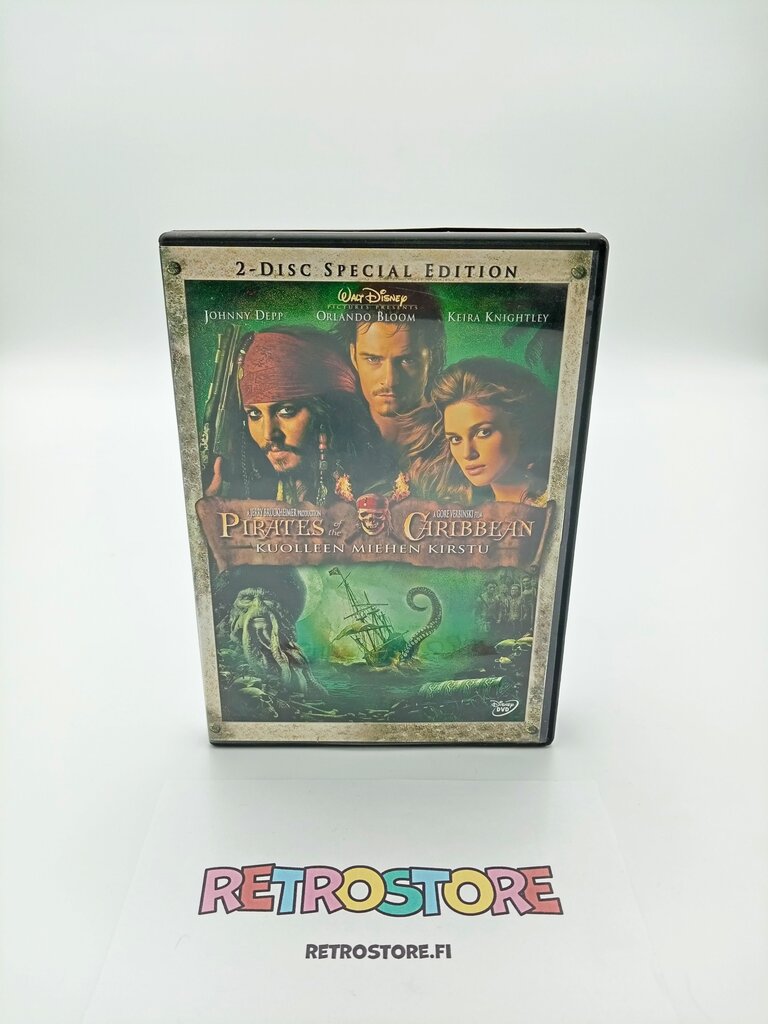 2-DISC SPECIAL EDITION
WALT DISNEY
PICTURES PRESENTS
JOHNNY DEPP ORLANDO BLOOM KEIRA KNIGHTLEY
A JERRY BRUCKHEIMER PRODUCTION A GORE VERBINSKI FILM
PIRATES of the CARIBBEAN
KUOLLEEN MIEHEN KIRSTU
Disney
DVD
RETROSTORE
RETROSTORE.FI